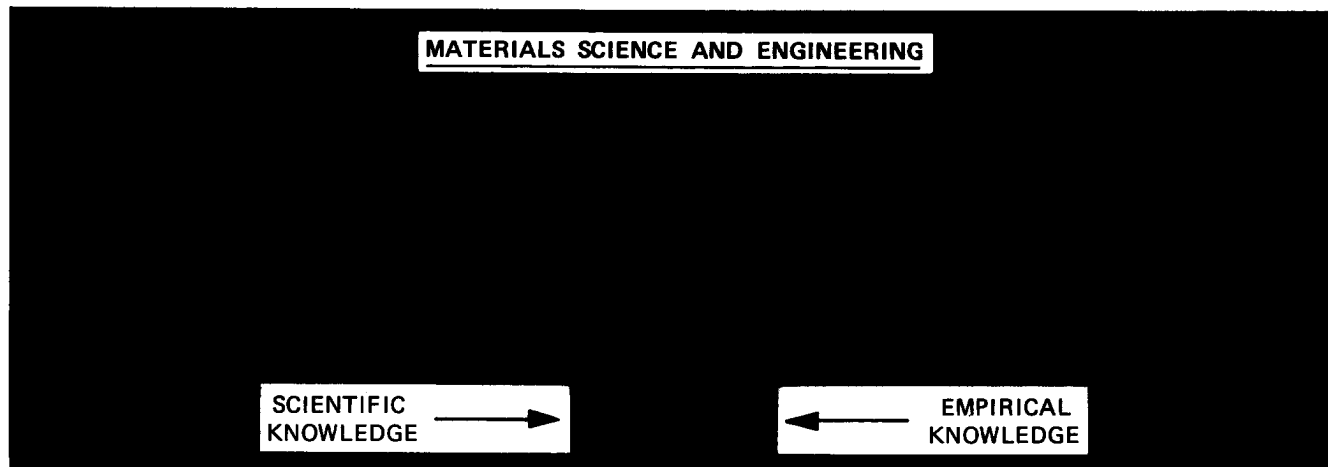 MATERIALS SCIENCE AND ENGINEERING
SCIENTIFIC
KNOWLEDGE
EMPIRICAL
KNOWLEDGE